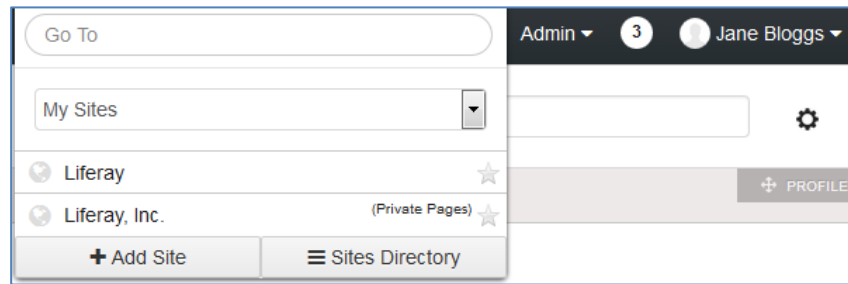 Go To
Admin
3
Jane Bloggs
My Sites
Liferay
PROFILE
Liferay, Inc.
(Private Pages)
Add Site
Sites Directory